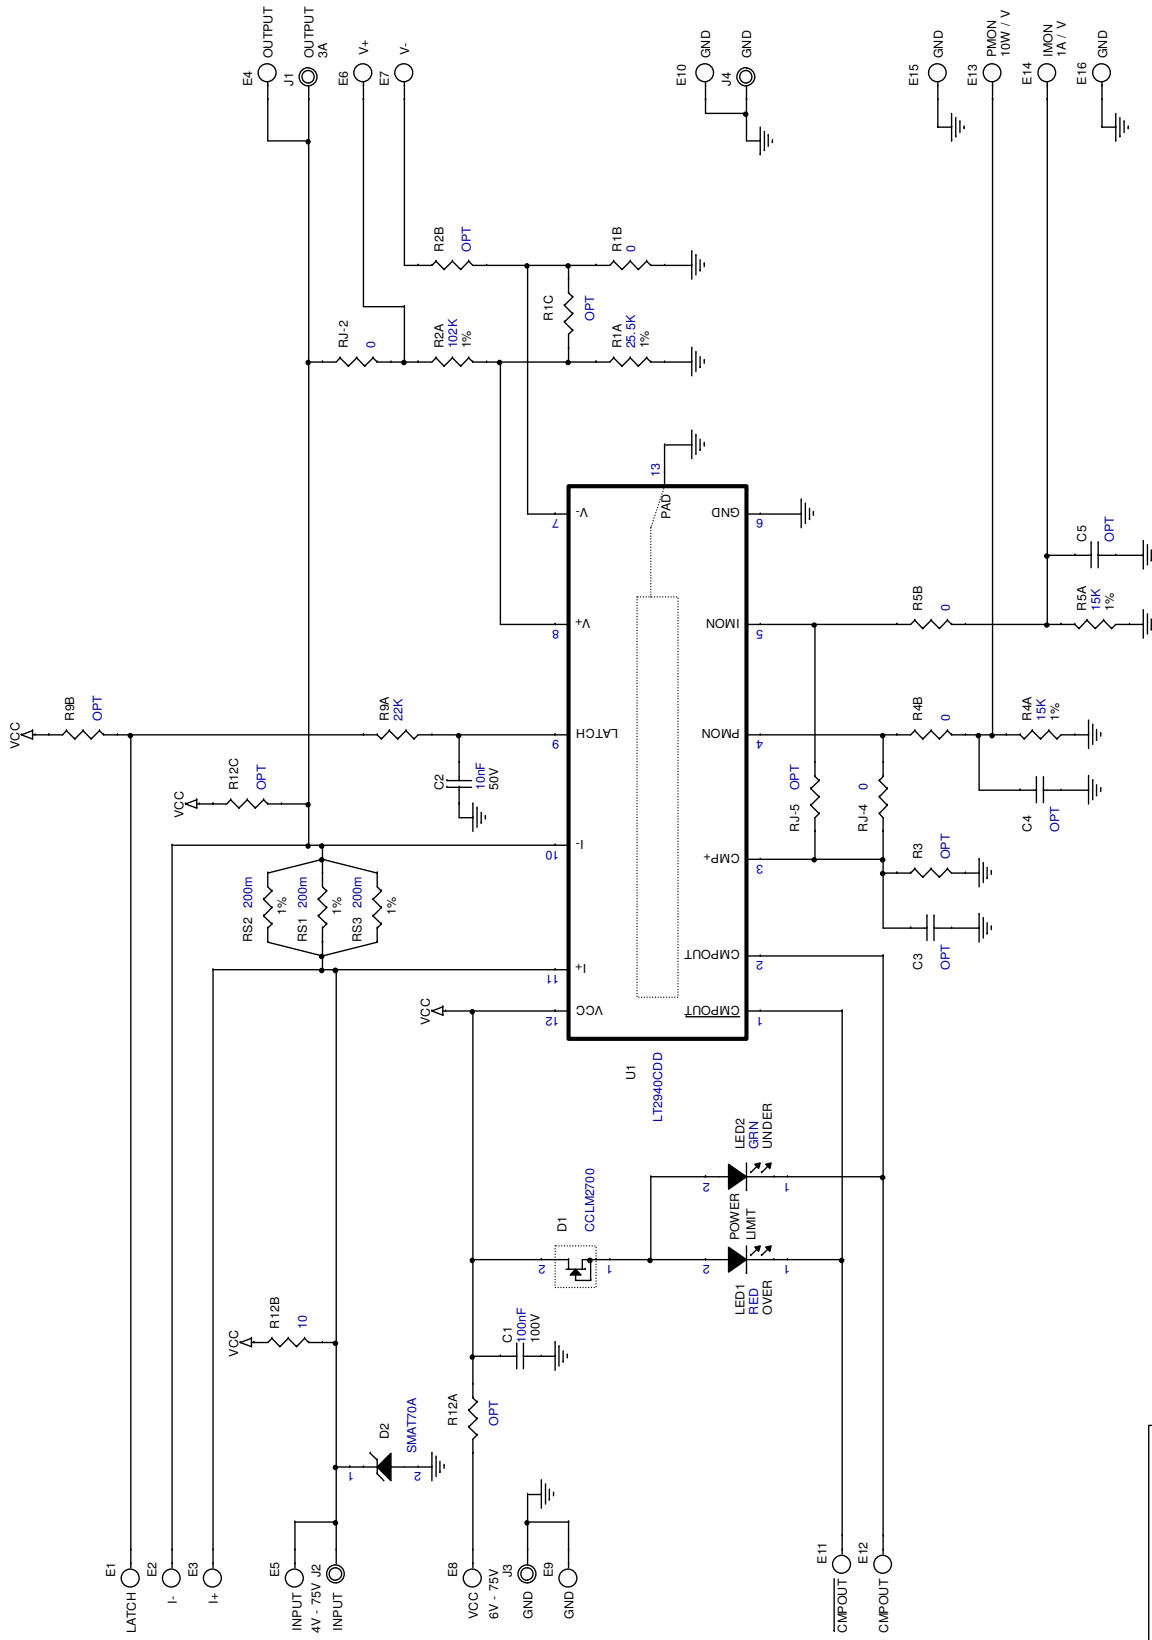 E1
LATCH
E2
I-
E3
I+
E5
INPUT
4V - 75V
J2
INPUT
E8
VCC
6V - 75V
J3
GND
E9
GND
E11
CMPOUT
E12
CMPOUT
D2
SMAT70A
1
2
VCC
R12B
10
R12A
OPT
C1
100nF
100V
D1
CCLM2700
2
1
LED1
RED
OVER
2
1
POWER
LIMIT
LED2
GRN
UNDER
2
1
VCC
U1
LT2940CDD
12
VCC
11
I+
10
I-
9
LATCH
8
V+
7
V-
13
PAD
1
CMPOUT
2
CMPOUT
3
CMP+
4
PMON
5
IMON
6
GND
RS2
200m
1%
RS1
200m
1%
RS3
200m
1%
VCC
R12C
OPT
VCC
R9B
OPT
R9A
22K
C2
10nF
50V
C3
OPT
R3
OPT
RJ-5
OPT
RJ-4
0
C4
OPT
R4B
0
R4A
15K
1%
R5B
0
R5A
15K
1%
C5
OPT
RJ-2
0
R2A
102K
1%
R1A
25.5K
1%
R1C
OPT
R2B
OPT
R1B
0
E4
OUTPUT
J1
OUTPUT
3A
E6
V+
E7
V-
E10
GND
J4
GND
E15
GND
E13
PMON
10W / V
E14
IMON
1A / V
E16
GND